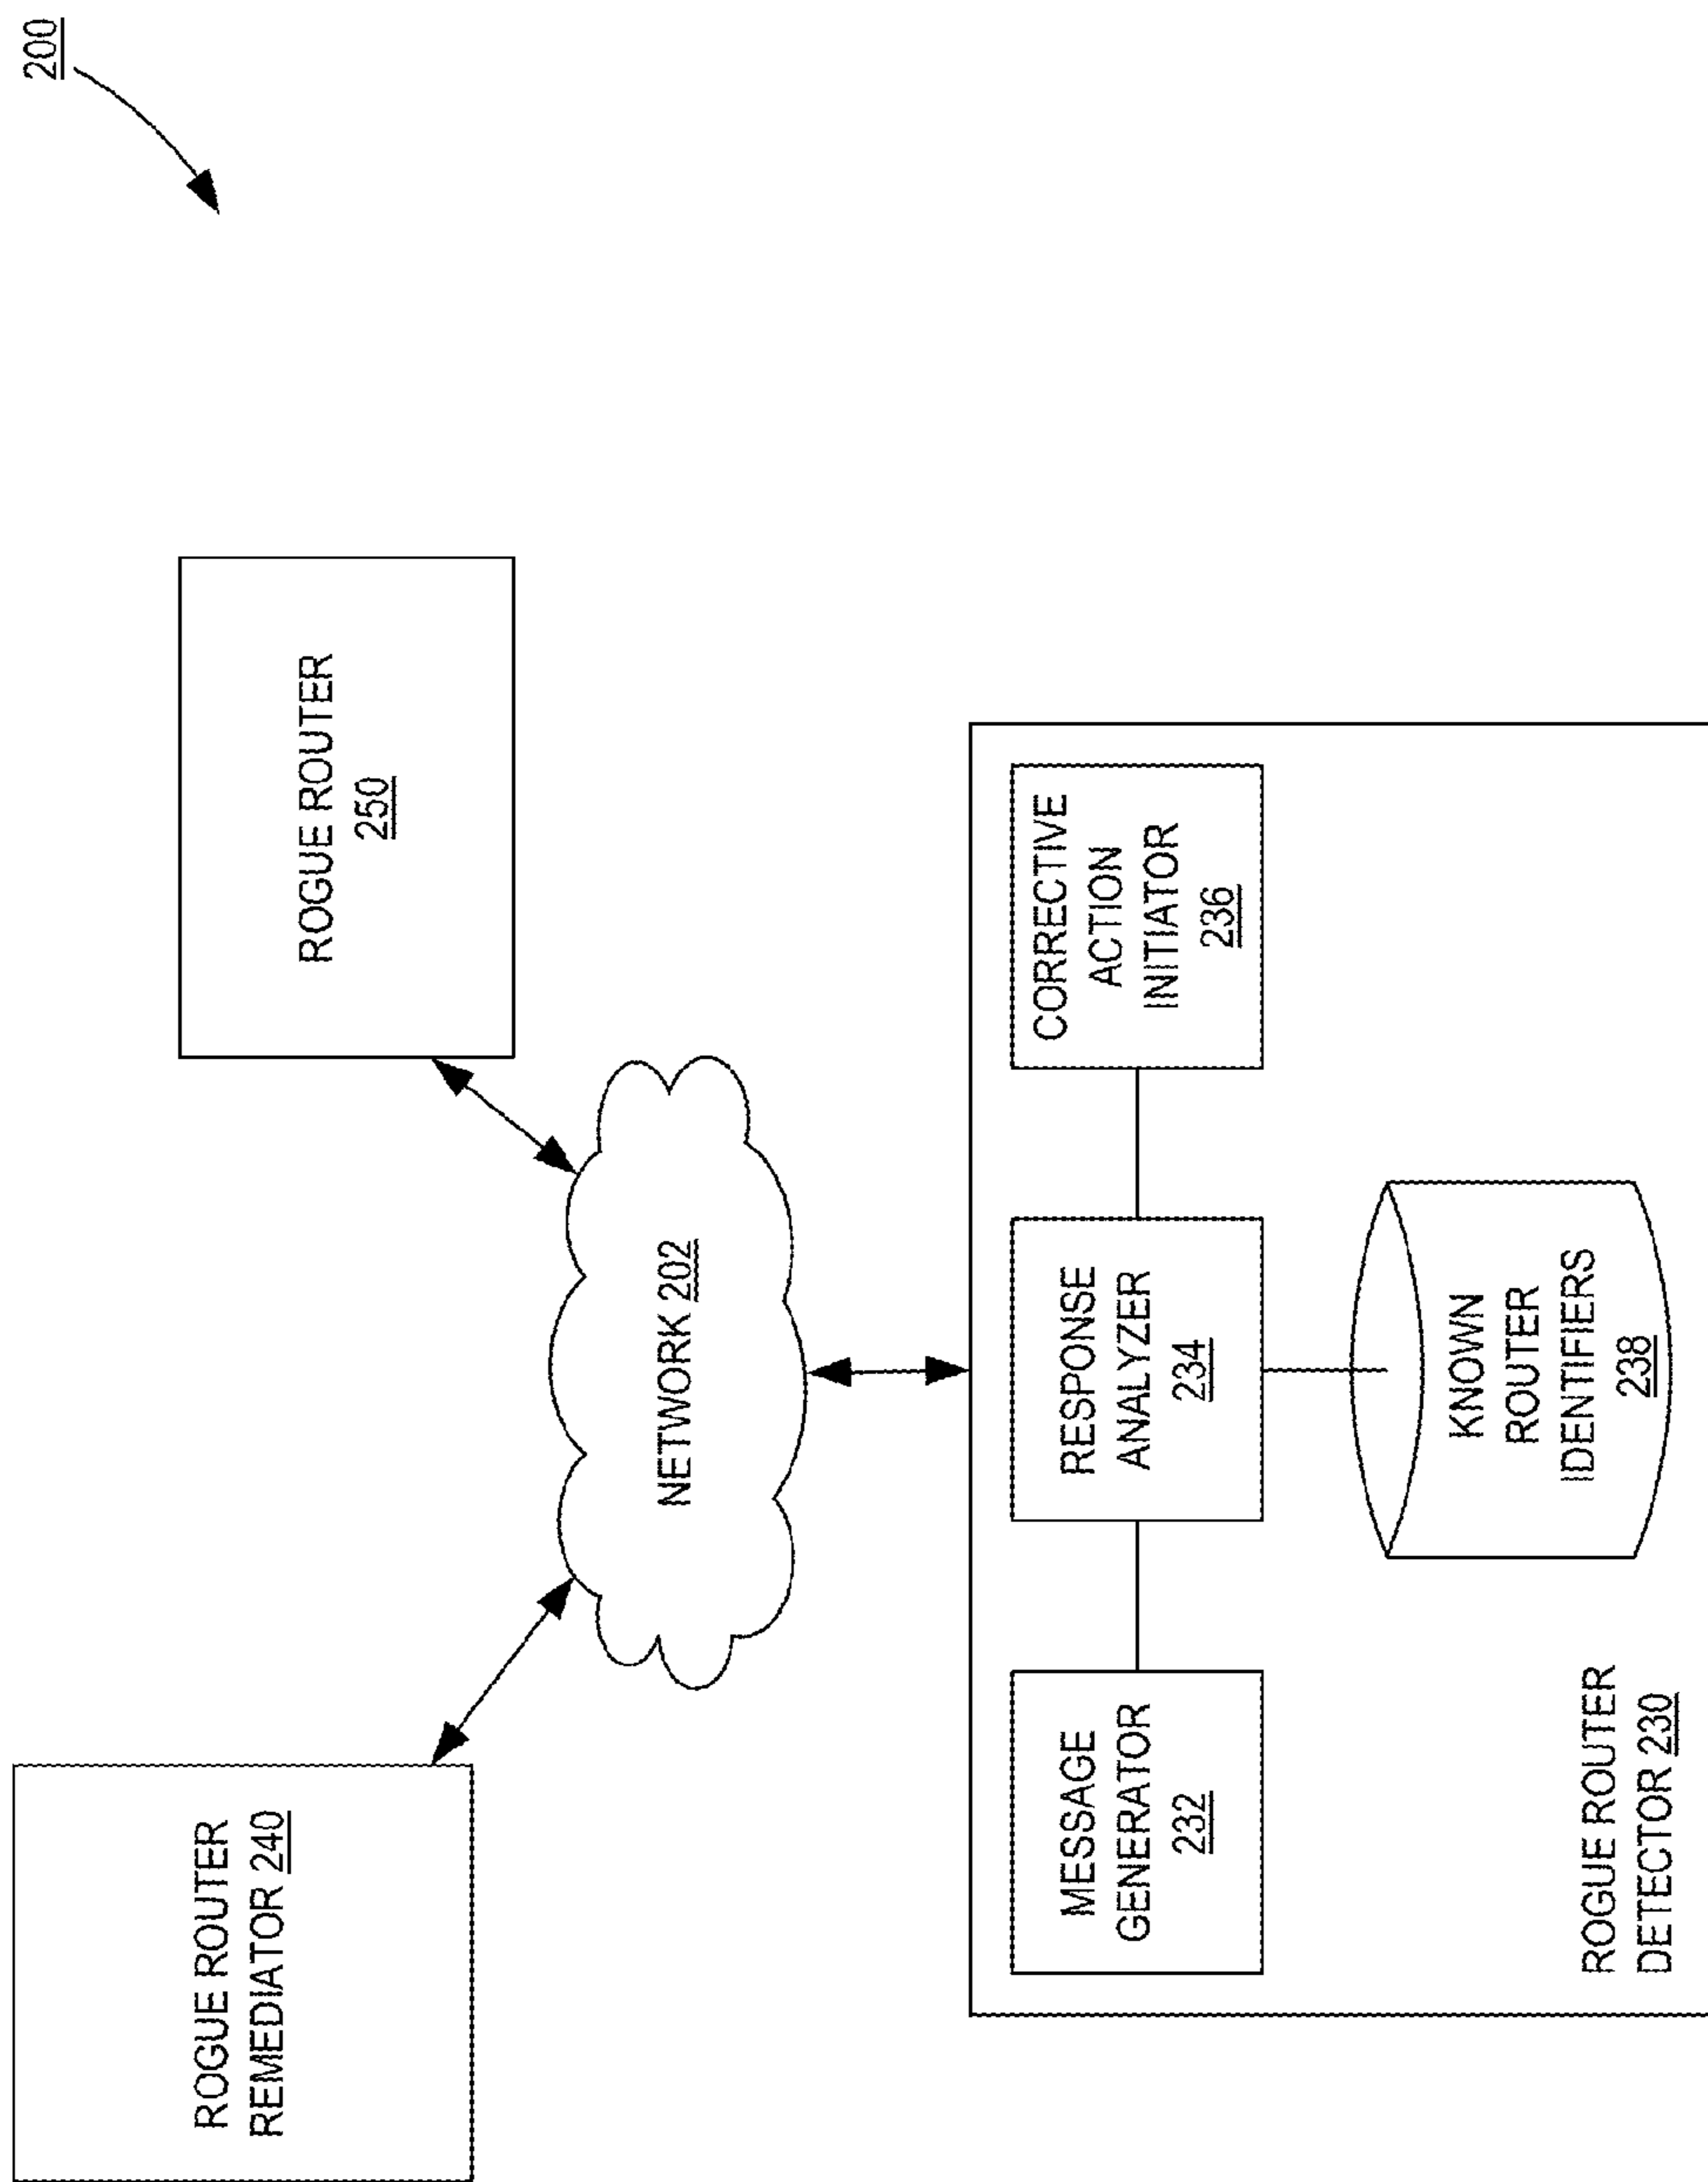 200
ROGUE ROUTER
REMEDIATOR 240
ROGUE ROUTER
250
NETWORK 202
MESSAGE
GENERATOR
232
RESPONSE
ANALYZER
234
CORRECTIVE
ACTION
INITIATOR
236
KNOWN
ROUTER
IDENTIFIERS
238
ROGUE ROUTER
DETECTOR 230